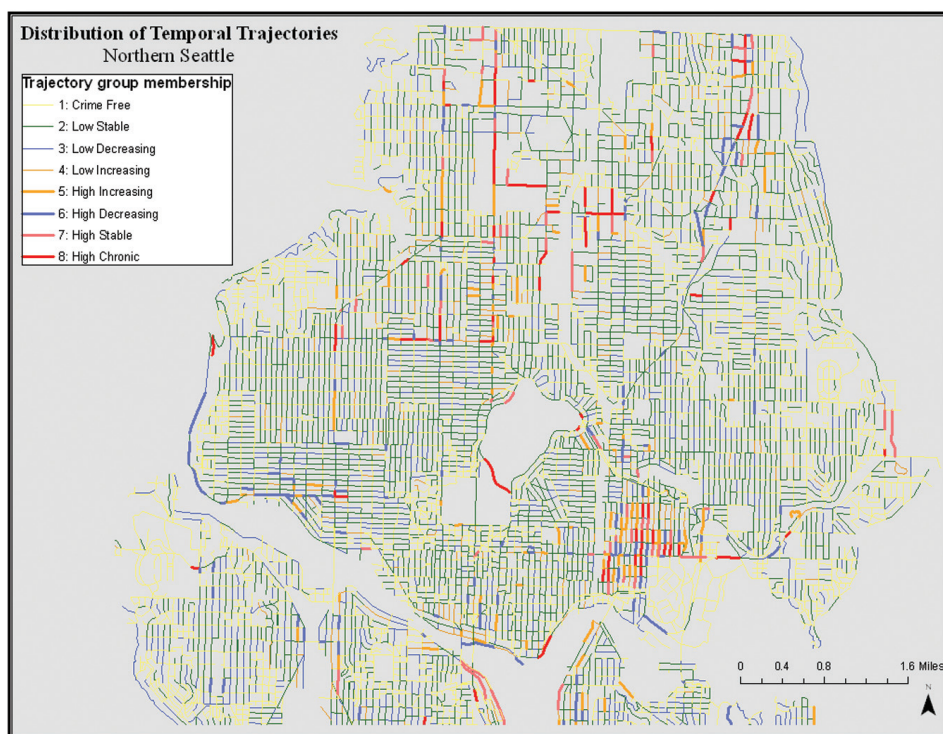 Distribution of Temporal Trajectories
Northern Seattle
Trajectory group membership
1: Crime Free
2: Low Stable
3: Low Decreasing
4: Low Increasing
5: High Increasing
6: High Decreasing
7: High Stable
8: High Chronic
0 0.4 0.8 1.6 Miles
N